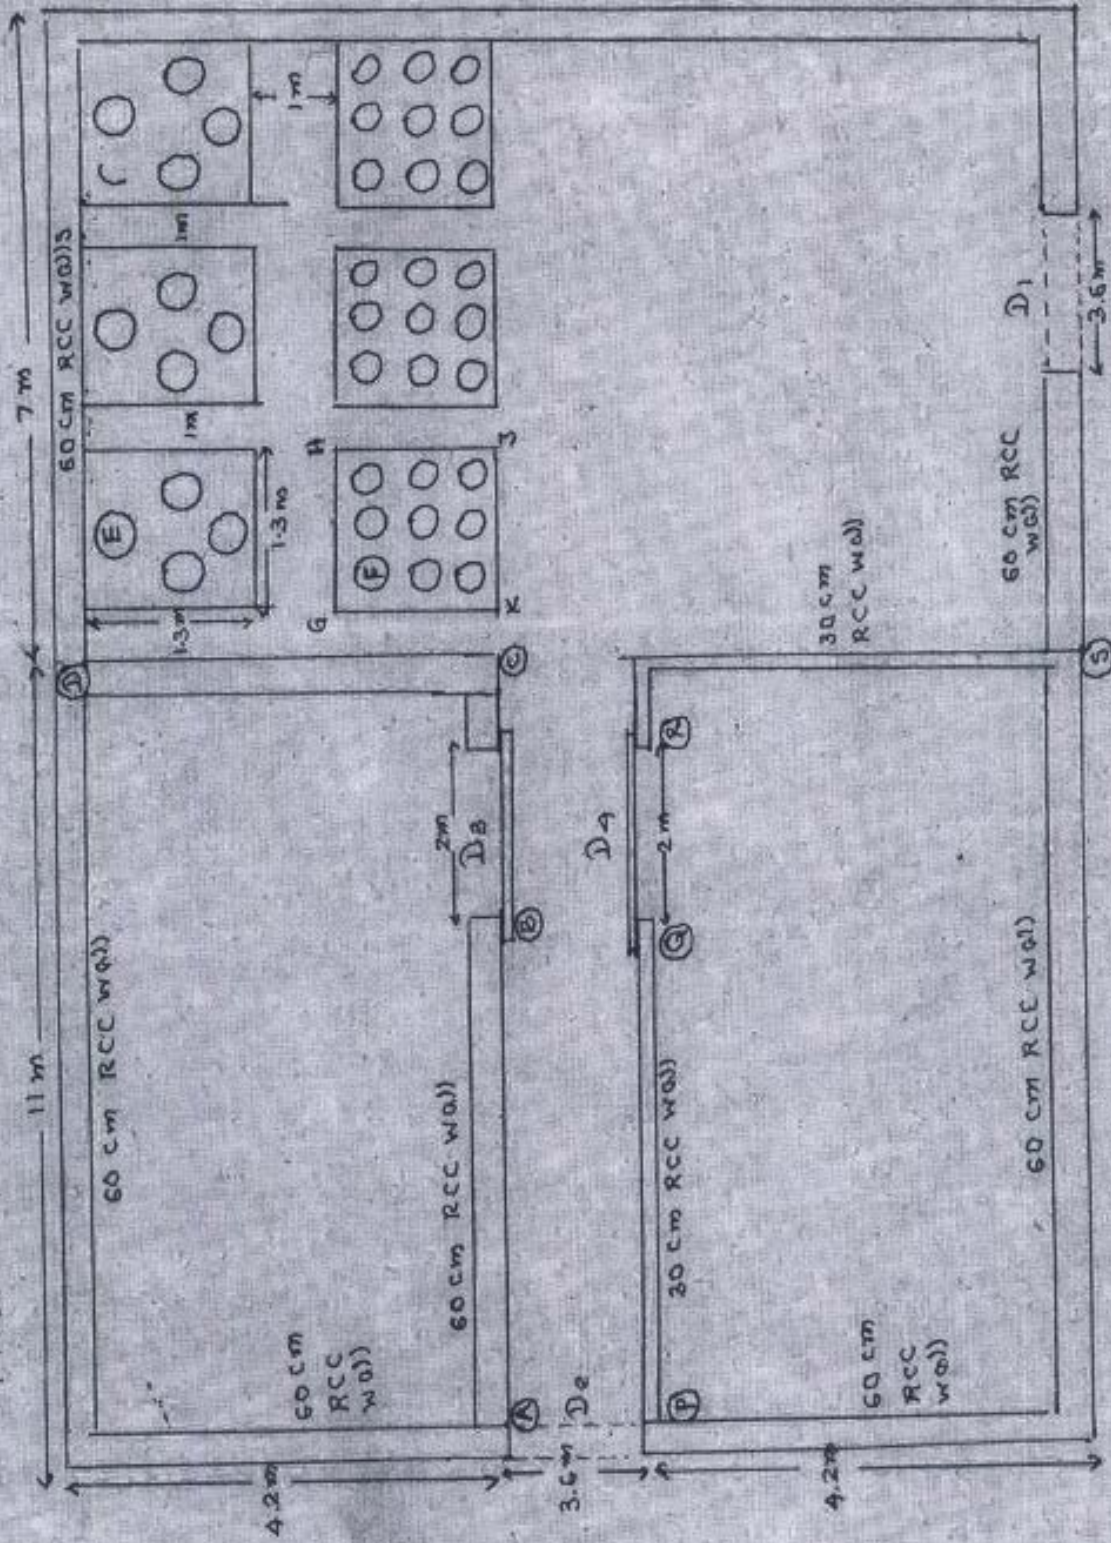 7 m
11 m
60 cm RCC Walls
60 cm RCC Wall
60 cm
RCC
Wall
60 cm RCC Wall
4.2m
1.3m
1.3m
1m
1m
1m
E
F
G
H
J
K
D
C
B
A
2m
D3
D4
2m
D2
3.6m
P
Q
R
S
30 cm RCC Wall
30 cm
RCC Wall
60 cm
RCC
Wall
60 cm RCC Wall
4.2m
60 cm RCC
Wall
D1
3.6m